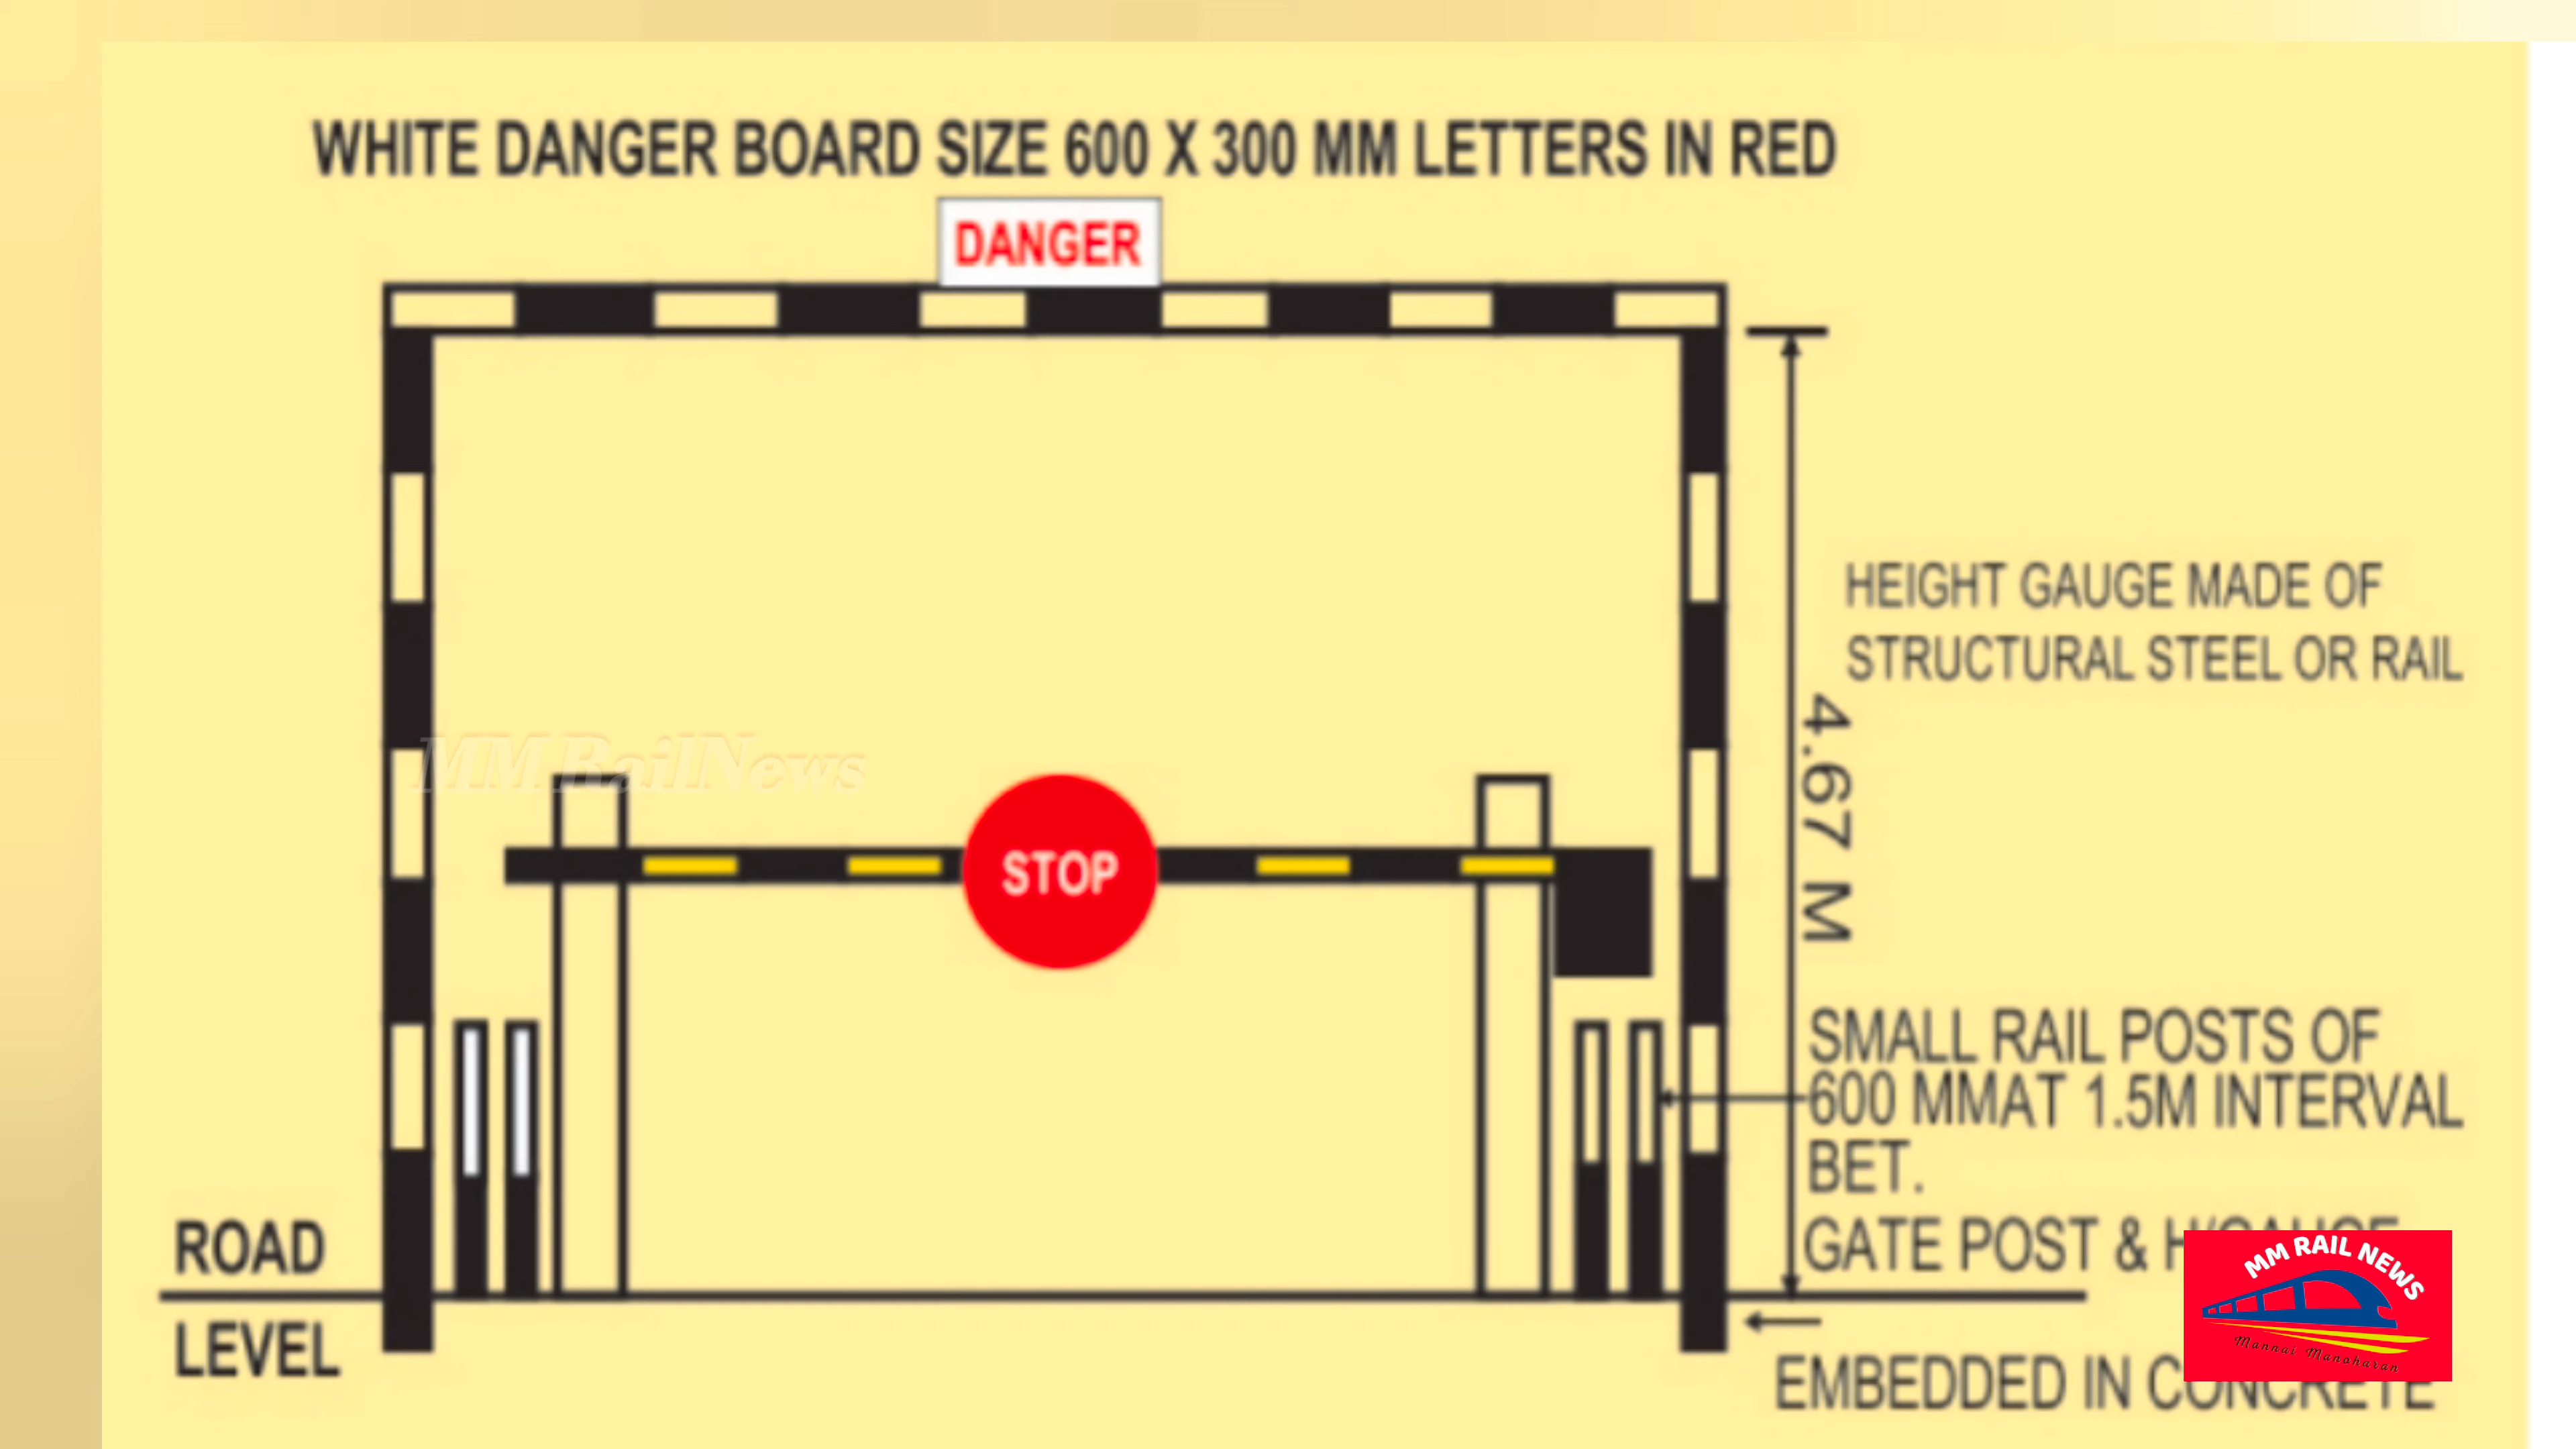 WHITE DANGER BOARD SIZE 600 X 300 MM LETTERS IN RED
DANGER
HEIGHT GAUGE MADE OF
STRUCTURAL STEEL OR RAIL
4.67 M
MM RailNews
STOP
SMALL RAIL POSTS OF
600 MMAT 1.5M INTERVAL
BET.
GATE POST &
ROAD
LEVEL
EMBEDDED IN CONCRETE
MM RAIL NEWS
Mannai Manoharan